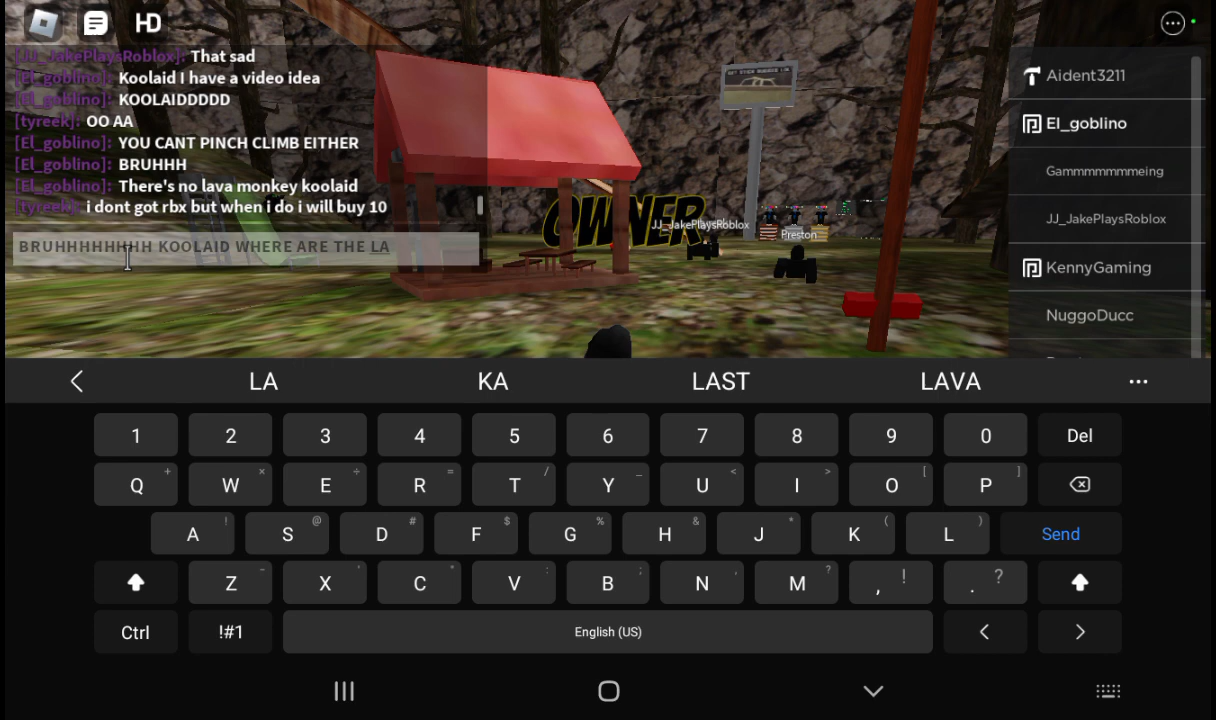 HD
[JJ_JakePlaysRoblox]: That sad
[El_goblino]: Koolaid I have a video idea
[El_goblino]: KOOLAIDDDDD
[tyreek]: OO AA
[El_goblino]: YOU CANT PINCH CLIMB EITHER
[El_goblino]: BRUHHH
[El_goblino]: There's no lava monkey koolaid
[tyreek]: i dont got rbx but when i do i will buy 10
BRUHHHHHHHH KOOLAID WHERE ARE THE LA
OWNER
JJ_JakePlaysRoblox
Preston
Aident3211
El_goblino
Gammmmmmmeing
JJ_JakePlaysRoblox
KennyGaming
NuggoDucc
LA KA LAST LAVA
1 2 3 4 5 6 7 8 9 0 Del
Q + W × E ÷ R = T / Y _ U < I > O [ P ]
A ! S @ D # F $ G % H & J * K ( L ) Send
Z - X ' C " V : B ; N , M ? , ! . ?
Ctrl !#1 English (US) < >